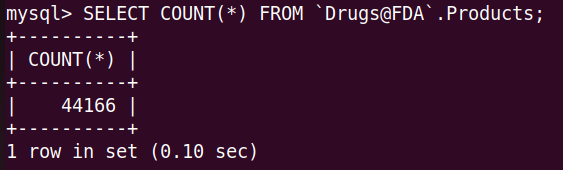 mysql> SELECT COUNT(*) FROM `Drugs@FDA`.Products;
+----------+
| COUNT(*) |
+----------+
|    44166 |
+----------+
1 row in set (0.10 sec)